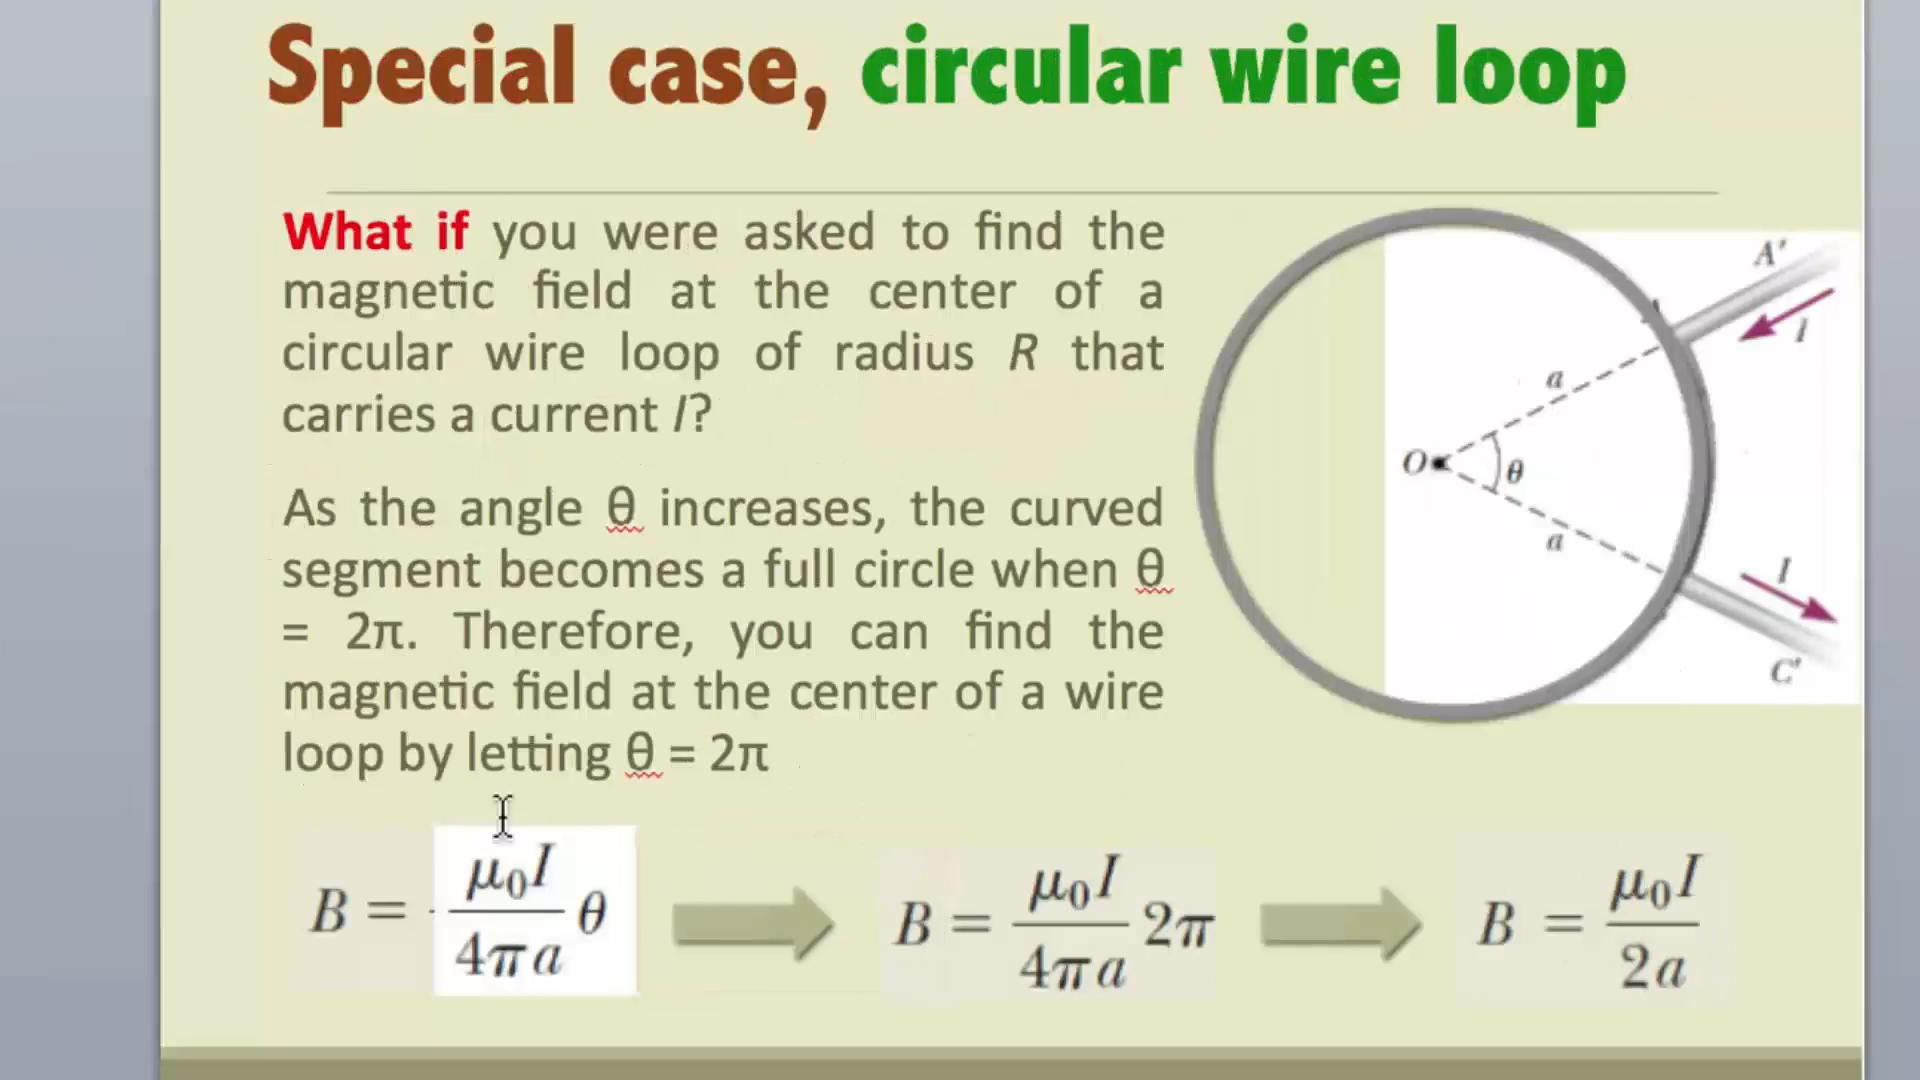 Special case, circular wire loop
What if you were asked to find the
magnetic field at the center of a
circular wire loop of radius R that
carries a current I?
As the angle θ increases, the curved
segment becomes a full circle when θ
= 2π. Therefore, you can find the
magnetic field at the center of a wire
loop by letting θ = 2π
A'
I
a
O
θ
a
I
C'
B = μ₀I / 4πa θ
B = μ₀I / 4πa 2π
B = μ₀I / 2a